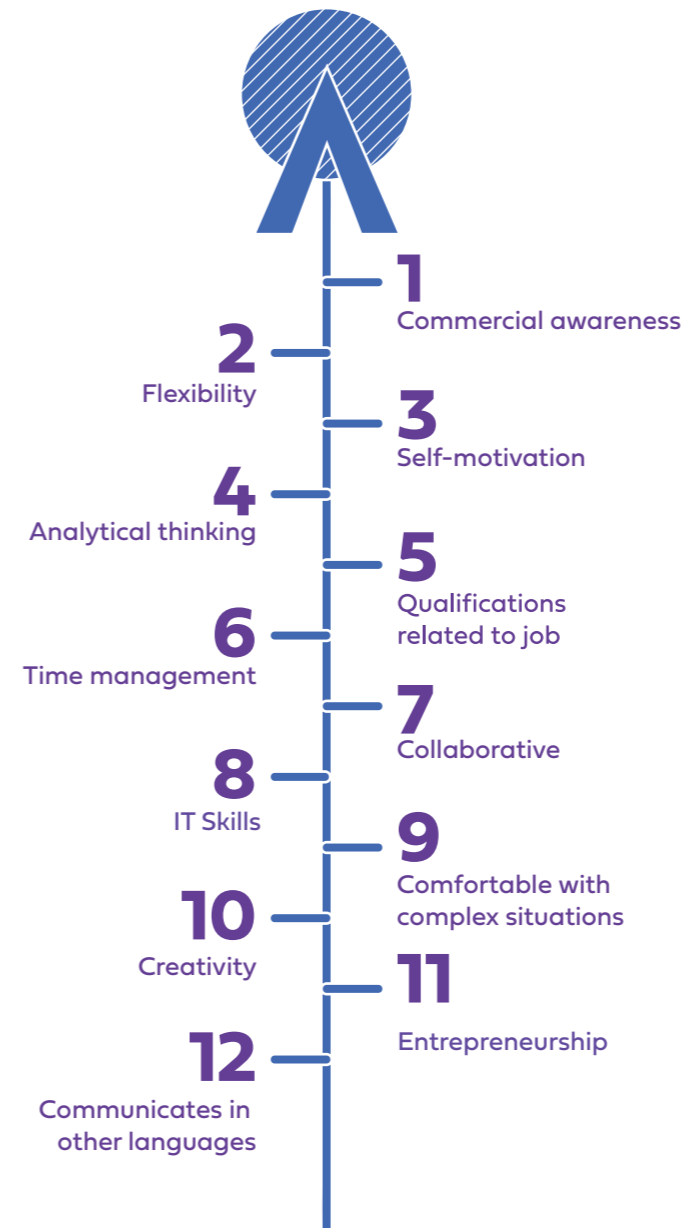 1
Commercial awareness
2
Flexibility
3
Self-motivation
4
Analytical thinking
5
Qualifications
related to job
6
Time management
7
Collaborative
8
IT Skills
9
Comfortable with
complex situations
10
Creativity
11
Entrepreneurship
12
Communicates in
other languages